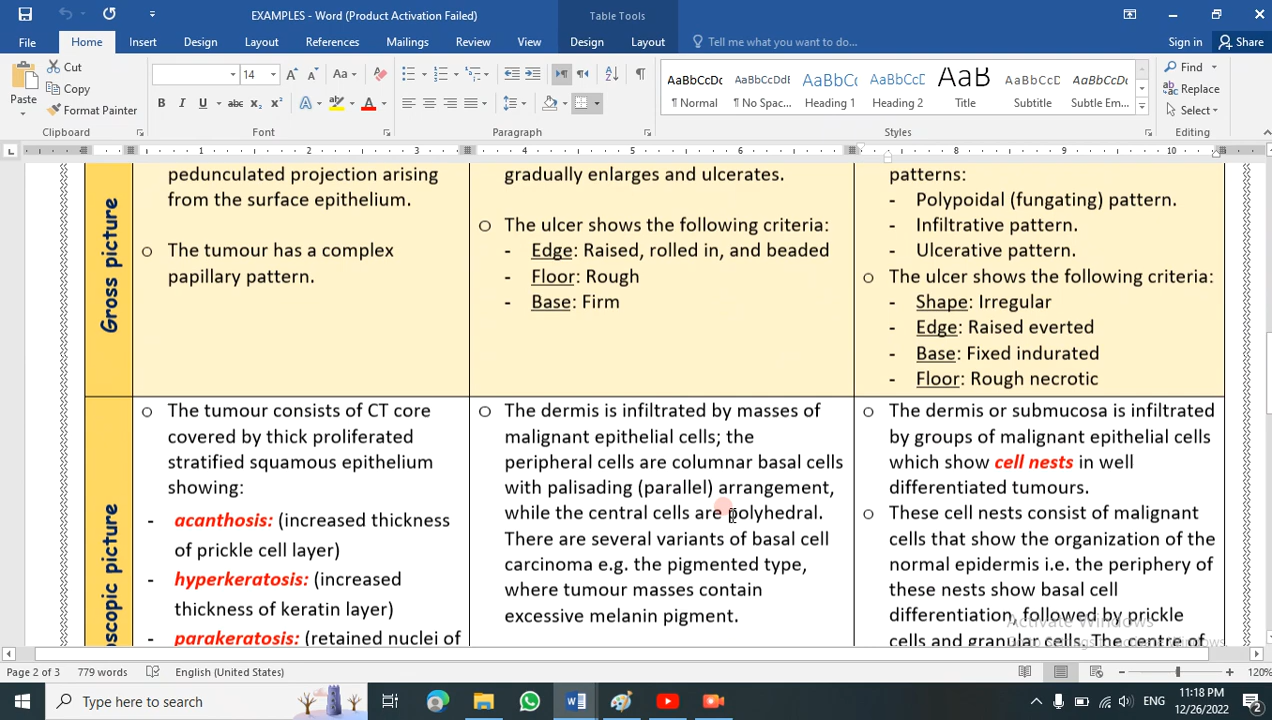 EXAMPLES - Word (Product Activation Failed)
Table Tools
File
Home
Insert
Design
Layout
References
Mailings
Review
View
Design
Layout
Tell me what you want to do...
Sign in
Share
Paste
Cut
Copy
Format Painter
Clipboard
14
Font
Paragraph
AaBbCcDc
¶ Normal
AaBbCcDdE
¶ No Spac...
AaBbCc
Heading 1
AaBbCcC
Heading 2
AaB
Title
AaBbCcC
Subtitle
AaBbCcDc
Subtle Em...
Styles
Find
Replace
Select
Editing
1 2 3 4 5 6 7 8 9 10
Gross picture
pedunculated projection arising
from the surface epithelium.
o The tumour has a complex
papillary pattern.
gradually enlarges and ulcerates.
o The ulcer shows the following criteria:
- Edge: Raised, rolled in, and beaded
- Floor: Rough
- Base: Firm
patterns:
- Polypoidal (fungating) pattern.
- Infiltrative pattern.
- Ulcerative pattern.
o The ulcer shows the following criteria:
- Shape: Irregular
- Edge: Raised everted
- Base: Fixed indurated
- Floor: Rough necrotic
oscopic picture
o The tumour consists of CT core
covered by thick proliferated
stratified squamous epithelium
showing:
- acanthosis: (increased thickness
of prickle cell layer)
- hyperkeratosis: (increased
thickness of keratin layer)
- parakeratosis: (retained nuclei of
o The dermis is infiltrated by masses of
malignant epithelial cells; the
peripheral cells are columnar basal cells
with palisading (parallel) arrangement,
while the central cells are polyhedral.
There are several variants of basal cell
carcinoma e.g. the pigmented type,
where tumour masses contain
excessive melanin pigment.
o The dermis or submucosa is infiltrated
by groups of malignant epithelial cells
which show cell nests in well
differentiated tumours.
o These cell nests consist of malignant
cells that show the organization of the
normal epidermis i.e. the periphery of
these nests show basal cell
differentiation, followed by prickle
cells and granular cells. The centre of
Activate Windows
Page 2 of 3
779 words
English (United States)
120%
Type here to search
ENG
11:18 PM
12/26/2022
2